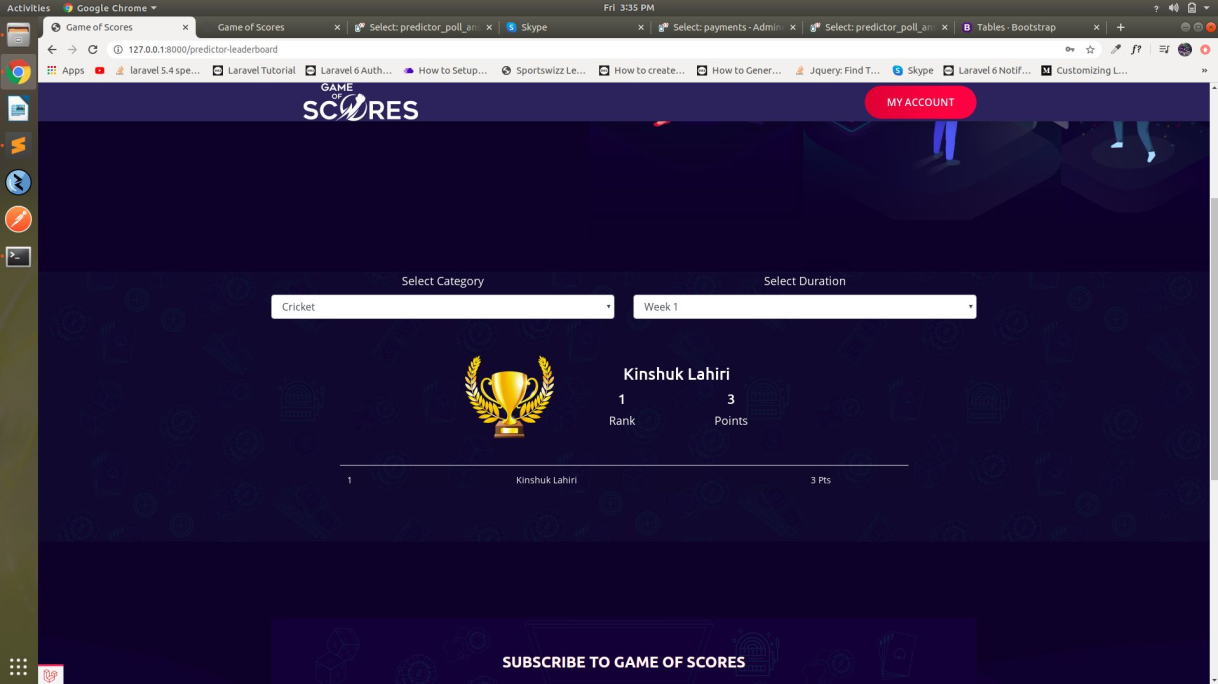 Activities Google Chrome Fri 3:35 PM ?
Game of Scores Game of Scores Select: predictor_poll_an Skype Select: payments - Admin Select: predictor_poll_an Tables - Bootstrap
127.0.0.1:8000/predictor-leaderboard f?
Apps laravel 5.4 spe... Laravel Tutorial Laravel 6 Auth... How to Setup... Sportswizz Le... How to create... How to Gener... Jquery: Find T... Skype Laravel 6 Notif... Customizing L... »
GAME
OF
SCORES
MY ACCOUNT
Select Category Select Duration
Cricket Week 1
Kinshuk Lahiri
1 3
Rank Points
1 Kinshuk Lahiri 3 Pts
SUBSCRIBE TO GAME OF SCORES